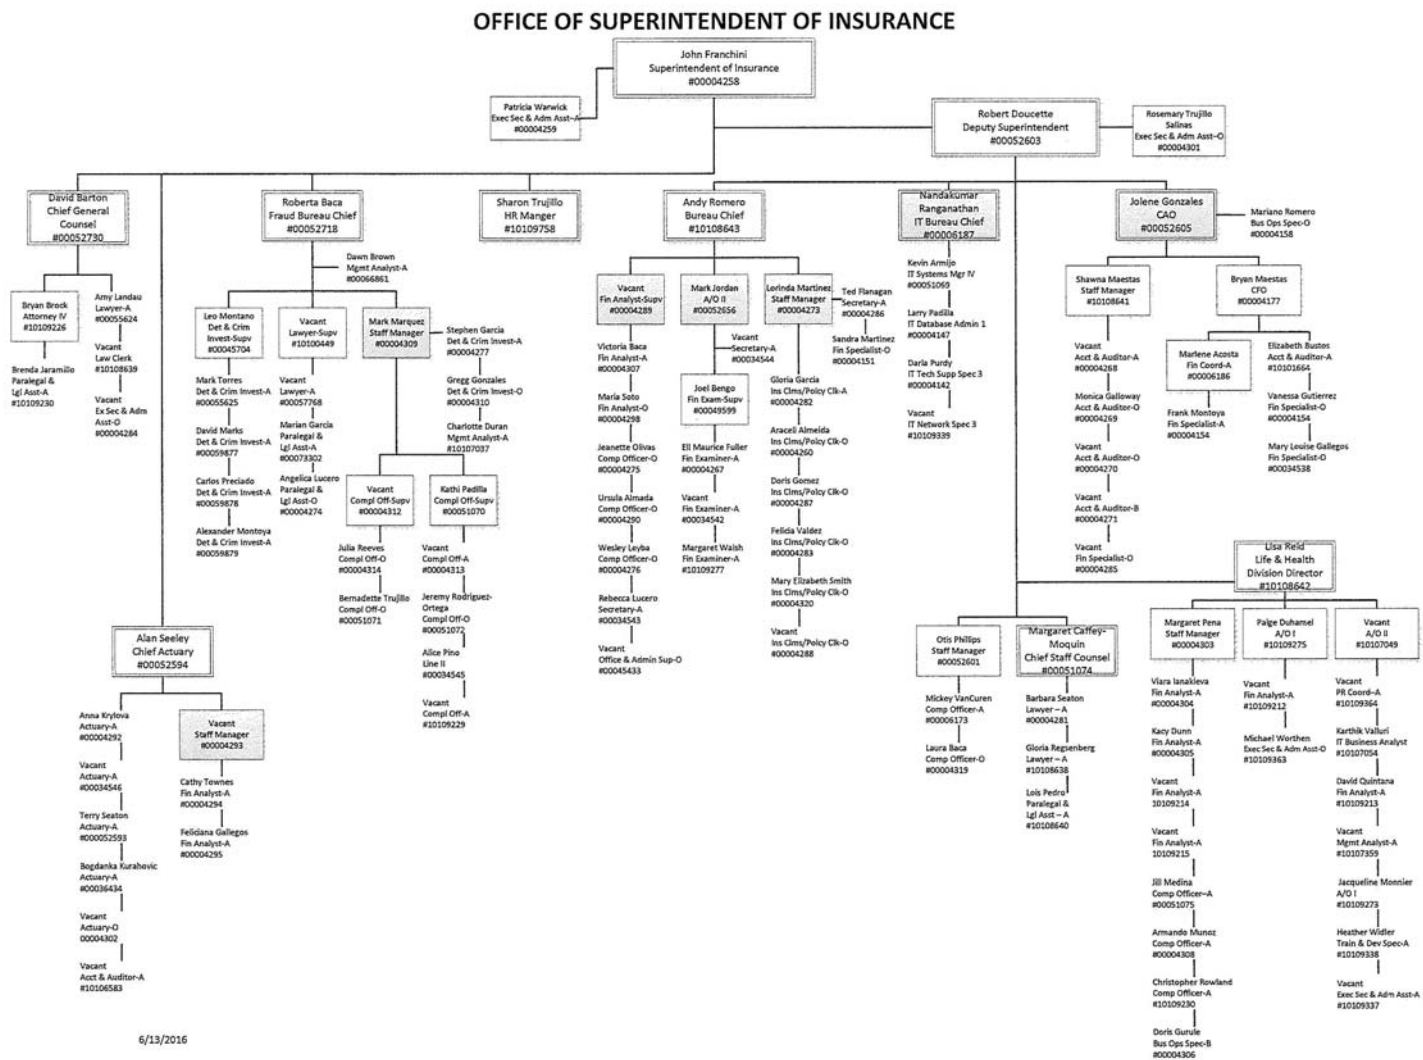 OFFICE OF SUPERINTENDENT OF INSURANCE
John Franchini
Superintendent of Insurance
#00004258
Patricia Warwick
Exec Sec & Adm Asst-A
#00004259
Robert Doucette
Deputy Superintendent
#00052603
Rosemary Trujillo
Salinas
Exec Sec & Adm Asst-O
#00004301
David Barton
Chief General
Counsel
#00052730
Bryan Brock
Attorney IV
#10109226
Brenda Jaramillo
Paralegal &
Lgl Asst-A
#10109230
Amy Landau
Lawyer-A
#00055624
Vacant
Law Clerk
#10108639
Vacant
Ex Sec & Adm
Asst-O
#00004284
Roberta Baca
Fraud Bureau Chief
#00052718
Dawn Brown
Mgmt Analyst-A
#00066861
Leo Montano
Det & Crim
Invest-Supv
#00045704
Mark Torres
Det & Crim Invest-A
#00055625
David Marks
Det & Crim Invest-A
#00059877
Carlos Preciado
Det & Crim Invest-A
#00059878
Alexander Montoya
Det & Crim Invest-A
#00059879
Vacant
Lawyer-Supv
#10100449
Vacant
Lawyer-A
#00057768
Marian Garcia
Paralegal &
Lgl Asst-A
#00073302
Angelica Lucero
Paralegal &
Lgl Asst-O
#00004274
Mark Marquez
Staff Manager
#00004309
Stephen Garcia
Det & Crim Invest-A
#00004277
Gregg Gonzales
Det & Crim Invest-O
#00004310
Charlotte Duran
Mgmt Analyst-A
#10107037
Vacant
Compl Off-Supv
#00004312
Julia Reeves
Compl Off-O
#00004314
Bernadette Trujillo
Compl Off-O
#00051071
Kathi Padilla
Compl Off-Supv
#00051070
Vacant
Compl Off-A
#00004313
Jeremy Rodriguez-
Ortega
Compl Off-O
#00051072
Alice Pino
Line II
#00034545
Vacant
Compl Off-A
#10109229
Sharon Trujillo
HR Manger
#10109758
Andy Romero
Bureau Chief
#10108643
Vacant
Fin Analyst-Supv
#00004289
Victoria Baca
Fin Analyst-A
#00004307
Maria Soto
Fin Analyst-O
#00004298
Jeanette Olivas
Comp Officer-O
#00004275
Ursula Almada
Comp Officer-O
#00004290
Wesley Leyba
Comp Officer-O
#00004276
Rebecca Lucero
Secretary-A
#00034543
Vacant
Office & Admin Sup-O
#00045433
Mark Jordan
A/O II
#00052656
Vacant
Secretary-A
#00034544
Joel Bengo
Fin Exam-Supv
#00049599
Eli Maurice Fuller
Fin Examiner-A
#00004267
Vacant
Fin Examiner-A
#00034542
Margaret Walsh
Fin Examiner-A
#10109277
Lorinda Martinez
Staff Manager
#00004273
Ted Flanagan
Secretary-A
#00004286
Sandra Martinez
Fin Specialist-O
#00004151
Gloria Garcia
Ins Clms/Policy Clk-A
#00004282
Araceli Almeida
Ins Clms/Polcy Clk-O
#00004260
Doris Gomez
Ins Clms/Polcy Clk-O
#00004287
Felicia Valdez
Ins Clms/Polcy Clk-O
#00004283
Mary Elizabeth Smith
Ins Clms/Polcy Clk-O
#00004320
Vacant
Ins Clms/Polcy Clk-O
#00004288
Nandakumar
Ranganathan
IT Bureau Chief
#00006187
Kevin Armijo
IT Systems Mgr IV
#00051069
Larry Padilla
IT Database Admin 1
#00004147
Darla Purdy
IT Tech Supp Spec 3
#00004142
Vacant
IT Network Spec 3
#10109339
Jolene Gonzales
CAO
#00052605
Mariano Romero
Bus Ops Spec-O
#00004158
Shawna Maestas
Staff Manager
#10108641
Vacant
Acct & Auditor-A
#00004268
Monica Galloway
Acct & Auditor-O
#00004269
Vacant
Acct & Auditor-O
#00004270
Vacant
Acct & Auditor-B
#00004271
Vacant
Fin Specialist-O
#00004285
Bryan Maestas
CFO
#00004177
Marlene Acosta
Fin Coord-A
#00006186
Frank Montoya
Fin Specialist-A
#00004154
Elizabeth Bustos
Acct & Auditor-A
#10101664
Vanessa Gutierrez
Fin Specialist-O
#00004154
Mary Louise Gallegos
Fin Specialist-O
#00034538
Alan Seeley
Chief Actuary
#00052594
Anna Krylova
Actuary-A
#00004292
Vacant
Actuary-A
#00034546
Terry Seaton
Actuary-A
#000052593
Bogdanka Kurahovic
Actuary-A
#00036434
Vacant
Actuary-O
00004302
Vacant
Acct & Auditor-A
#10106583
Vacant
Staff Manager
#00004293
Cathy Townes
Fin Analyst-A
#00004294
Feliciana Gallegos
Fin Analyst-A
#00004295
Otis Phillips
Staff Manager
#00052601
Mickey VanCuren
Comp Officer-A
#00006173
Laura Baca
Comp Officer-O
#00004319
Margaret Caffey-
Moquin
Chief Staff Counsel
#00051074
Barbara Seaton
Lawyer – A
#00004281
Gloria Regsenberg
Lawyer – A
#10108638
Lois Pedro
Paralegal &
Lgl Asst – A
#10108640
Lisa Reid
Life & Health
Division Director
#10108642
Margaret Pena
Staff Manager
#00004303
Viara Ianakieva
Fin Analyst-A
#00004304
Kacy Dunn
Fin Analyst-A
#00004305
Vacant
Fin Analyst-A
10109214
Vacant
Fin Analyst-A
10109215
Jill Medina
Comp Officer–A
#00051075
Armando Munoz
Comp Officer-A
#00004308
Christopher Rowland
Comp Officer-A
#10109230
Doris Gurule
Bus Ops Spec-B
#00004306
Paige Duhamel
A/O I
#10109275
Vacant
Fin Analyst-A
#10109212
Michael Worthen
Exec Sec & Adm Asst-O
#10109363
Vacant
A/O II
#10107049
Vacant
PR Coord–A
#10109364
Karthik Valluri
IT Business Analyst
#10107054
David Quintana
Fin Analyst-A
#10109213
Vacant
Mgmt Analyst-A
#10107359
Jacqueline Monnier
A/O I
#10109273
Heather Widler
Train & Dev Spec-A
#10109338
Vacant
Exec Sec & Adm Asst-A
#10109337
6/13/2016